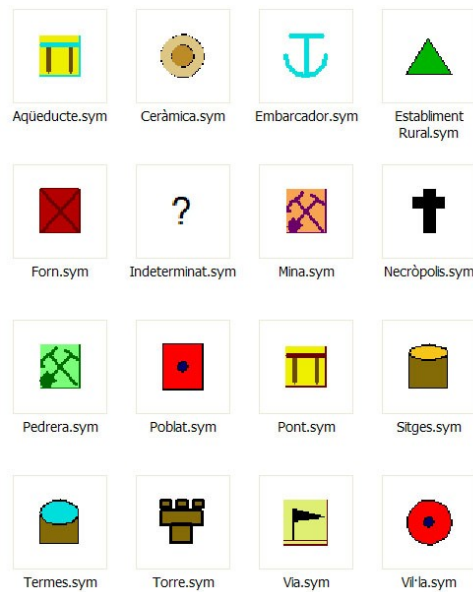 Aqüeducte.sym
Ceràmica.sym
Embarcador.sym
Establiment
Rural.sym
?
Forn.sym
Indeterminat.sym
Mina.sym
Necròpolis.sym
Pedrera.sym
Poblat.sym
Pont.sym
Sitges.sym
Termes.sym
Torre.sym
Via.sym
Vil·la.sym